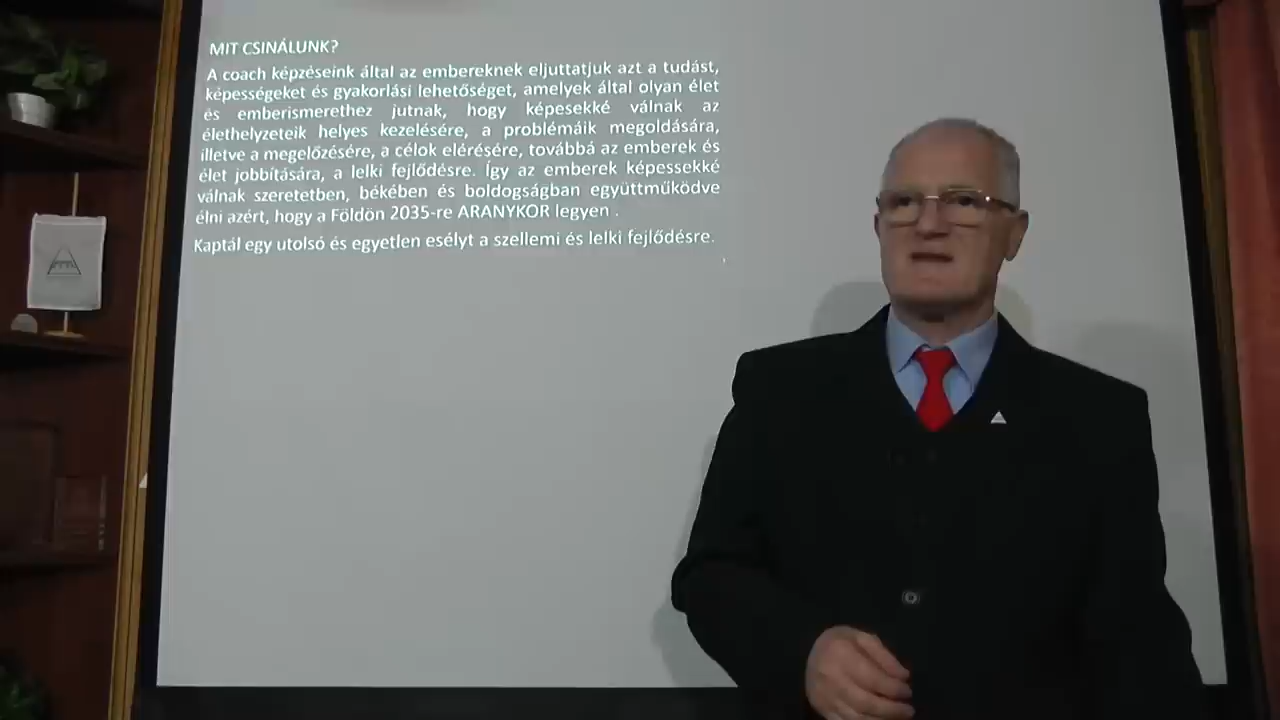 MIT CSINÁLUNK?
A coach képzéseink által az embereknek eljuttatjuk azt a tudást,
képességeket és gyakorlási lehetőséget, amelyek által olyan élet
és emberismerethez jutnak, hogy képesekké válnak az
élethelyzeteik helyes kezelésére, a problémáik megoldására,
illetve a megelőzésére, a célok elérésére, továbbá az emberek és
élet jobbítására, a lelki fejlődésre. Így az emberek képessekké
válnak szeretetben, békében és boldogságban együttműködve
élni azért, hogy a Földön 2035-re ARANYKOR legyen .
Kaptál egy utolsó és egyetlen esélyt a szellemi és lelki fejlődésre.